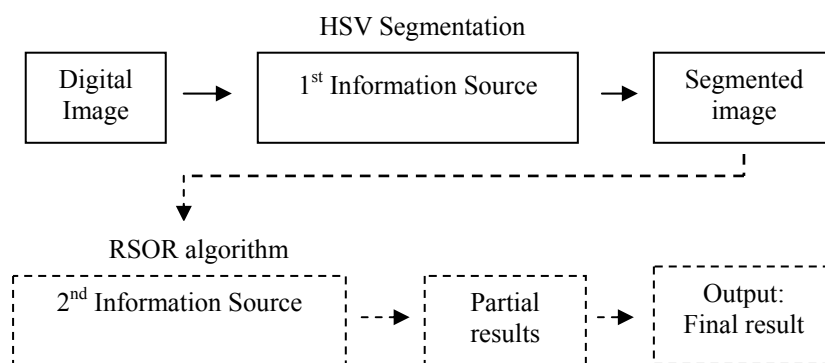 HSV Segmentation
Digital
Image
1st Information Source
Segmented
image
RSOR algorithm
2nd Information Source
Partial
results
Output:
Final result